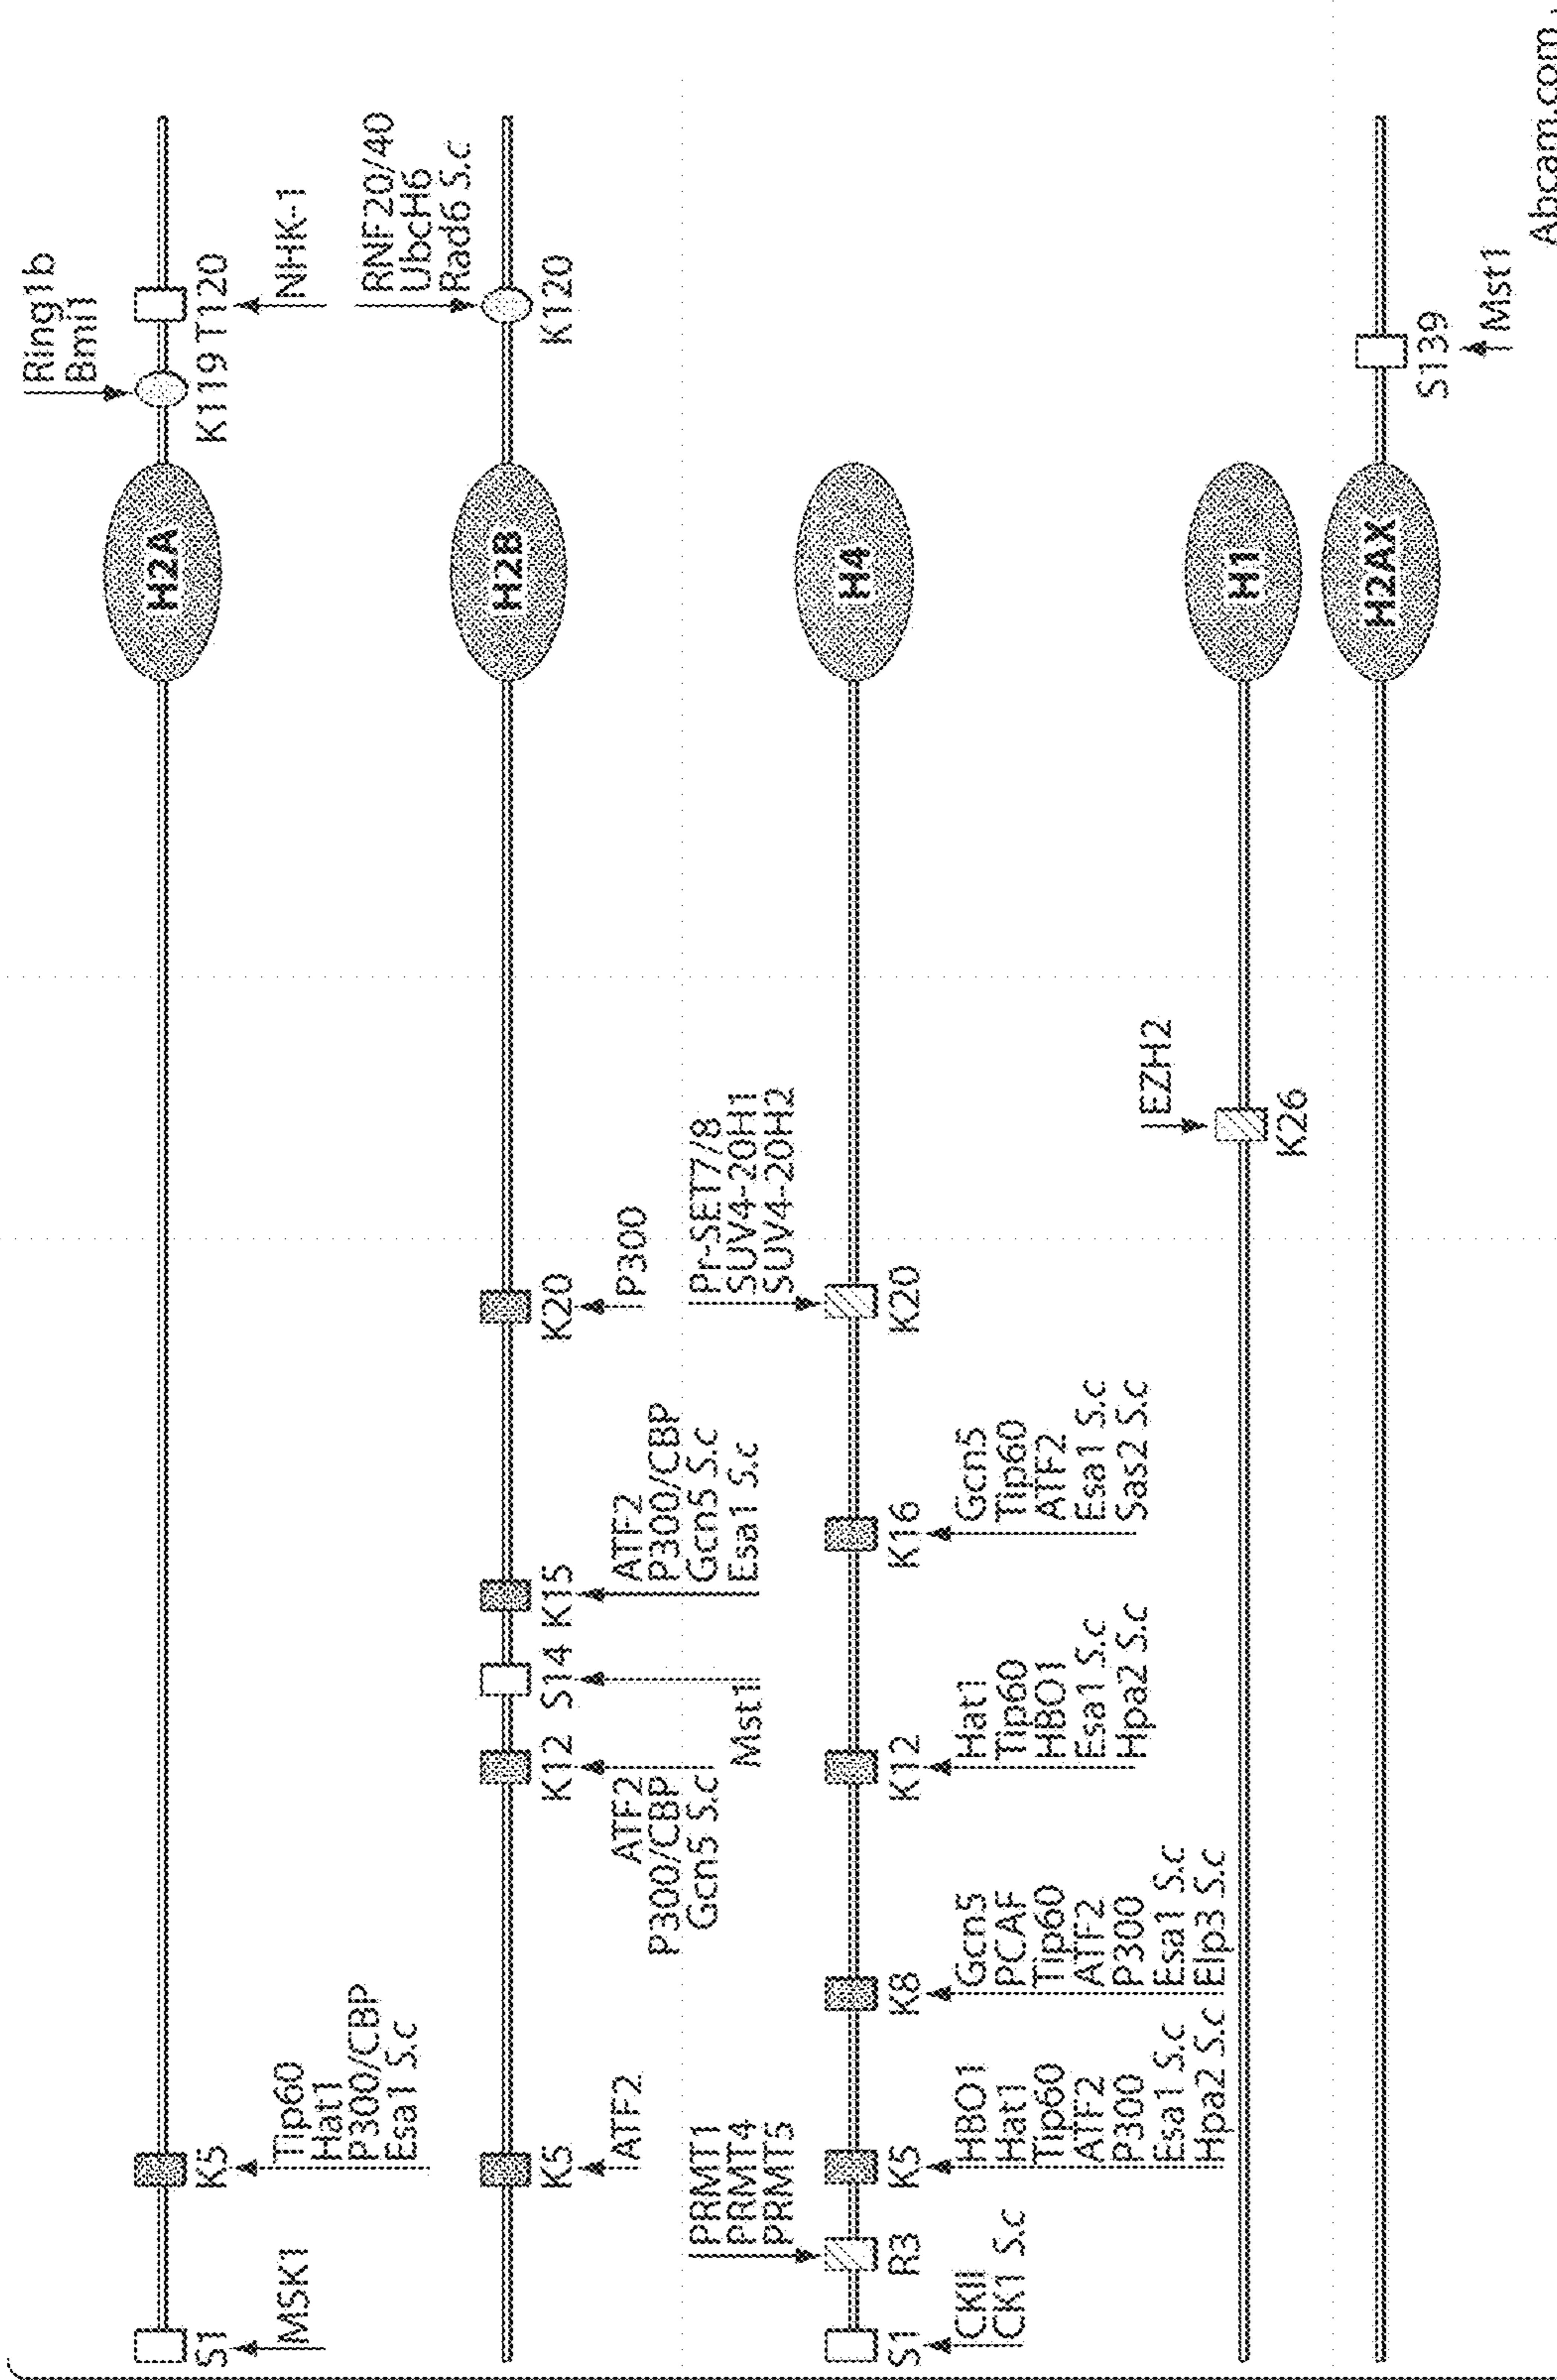 Ring1b
Bmi1
H2A
S1
K5
K119 T120
MSK1
Tip60
Hat1
P300/CBP
Esa1 S.c
NHK-1
RNF20/40
UbcH6
Rad6 S.c
H2B
K5
K12
S14
K15
K20
K120
ATF2
ATF2
P300/CBP
Gcn5 S.c
Mst1
ATF2
P300/CBP
Gcn5 S.c
Esa1 S.c
P300
PRMT1
PRMT4
PRMT5
Pr-SET7/8
SUV4-20H1
SUV4-20H2
H4
S1
R3
K5
K8
K12
K16
K20
CKII
CK1 S.c
HBO1
Hat1
Tip60
ATF2
P300
Esa1 S.c
Hpa2 S.c
Gcn5
PCAF
Tip60
ATF2
P300
Esa1 S.c
Elp3 S.c
Hat1
Tip60
HBO1
Esa1 S.c
Hpa2 S.c
Gcn5
Tip60
ATF2
Esa1 S.c
Sas2 S.c
EZH2
H1
K26
H2AX
S139
Mst1
Abcam.com